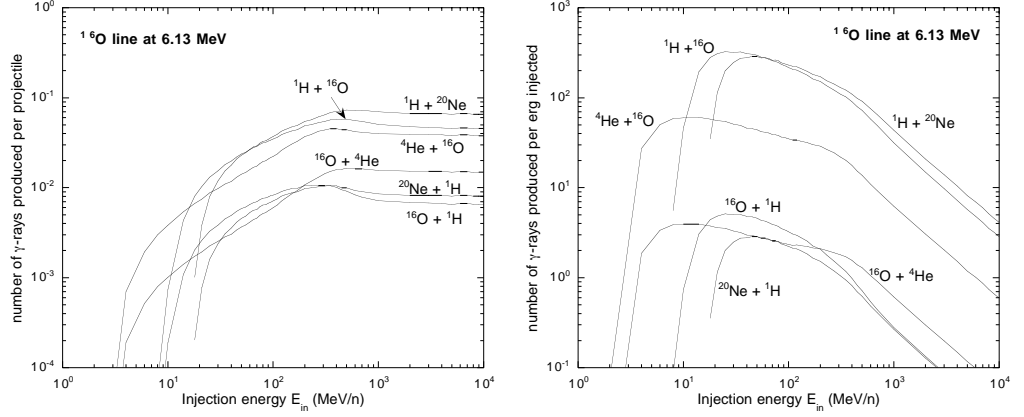 ¹⁶O line at 6.13 MeV
number of γ-rays produced per projectile
10⁰
10⁻¹
10⁻²
10⁻³
10⁻⁴
¹H + ¹⁶O
¹H + ²⁰Ne
⁴He + ¹⁶O
¹⁶O + ⁴He
²⁰Ne + ¹H
¹⁶O + ¹H
10⁰ 10¹ 10² 10³ 10⁴
Injection energy E_in (MeV/n)
¹⁶O line at 6.13 MeV
number of γ-rays produced per erg injected
10³
10²
10¹
10⁰
10⁻¹
¹H + ¹⁶O
⁴He + ¹⁶O
¹H + ²⁰Ne
¹⁶O + ¹H
¹⁶O + ⁴He
²⁰Ne + ¹H
10⁰ 10¹ 10² 10³ 10⁴
Injection energy E_in (MeV/n)